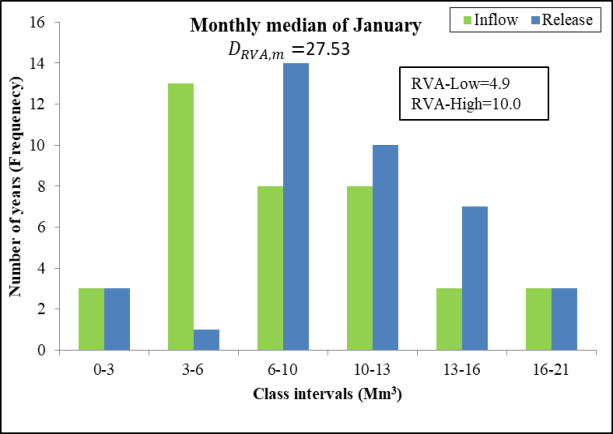 Monthly median of January
D_RVA,m =27.53
Inflow Release
RVA-Low=4.9
RVA-High=10.0
Number of years (Frequenecy)
16
14
12
10
8
6
4
2
0
0-3 3-6 6-10 10-13 13-16 16-21
Class intervals (Mm³)